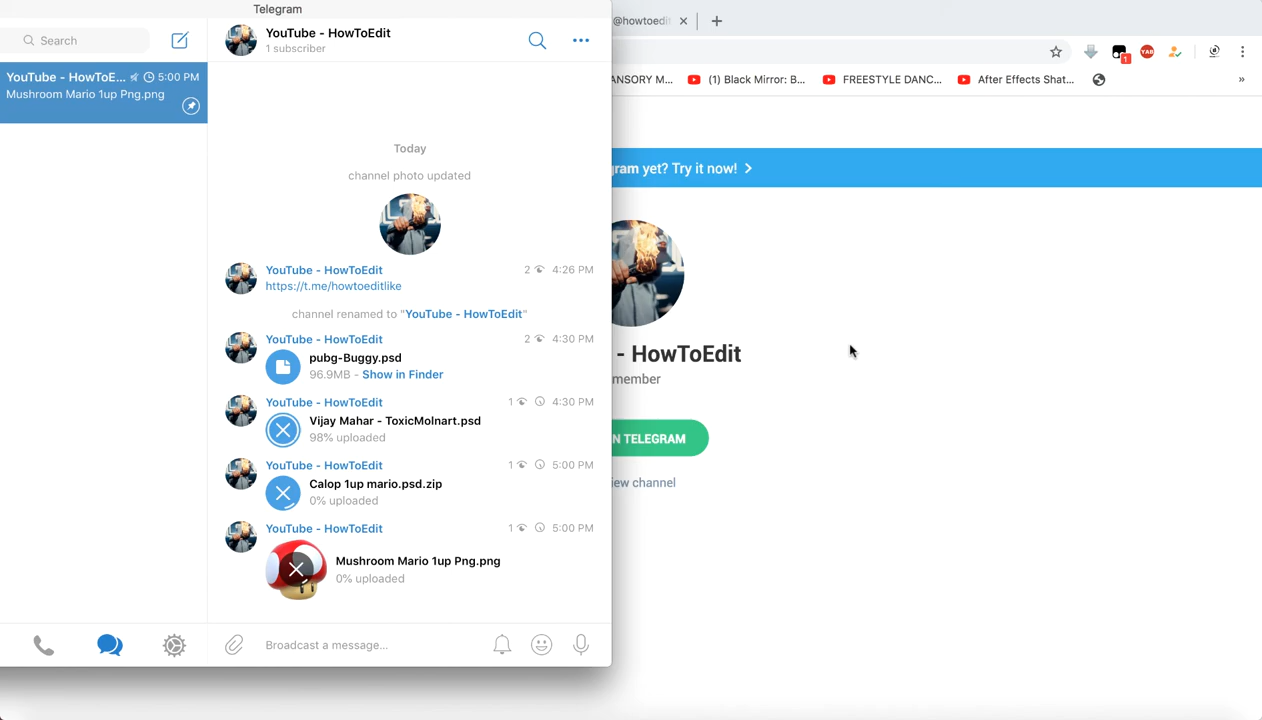 Telegram
Search
YouTube - HowToE... 5:00 PM
Mushroom Mario 1up Png.png
YouTube - HowToEdit
1 subscriber
Today
channel photo updated
YouTube - HowToEdit 2 4:26 PM
https://t.me/howtoeditlike
channel renamed to "YouTube - HowToEdit"
YouTube - HowToEdit 2 4:30 PM
pubg-Buggy.psd
96.9MB - Show in Finder
YouTube - HowToEdit 1 4:30 PM
Vijay Mahar - ToxicMolnart.psd
98% uploaded
YouTube - HowToEdit 1 5:00 PM
Calop 1up mario.psd.zip
0% uploaded
YouTube - HowToEdit 1 5:00 PM
Mushroom Mario 1up Png.png
0% uploaded
Broadcast a message...
@howtoedit
1 YAB
ANSORY M... (1) Black Mirror: B... FREESTYLE DANC... After Effects Shat... »
gram yet? Try it now!
- HowToEdit
member
N TELEGRAM
iew channel